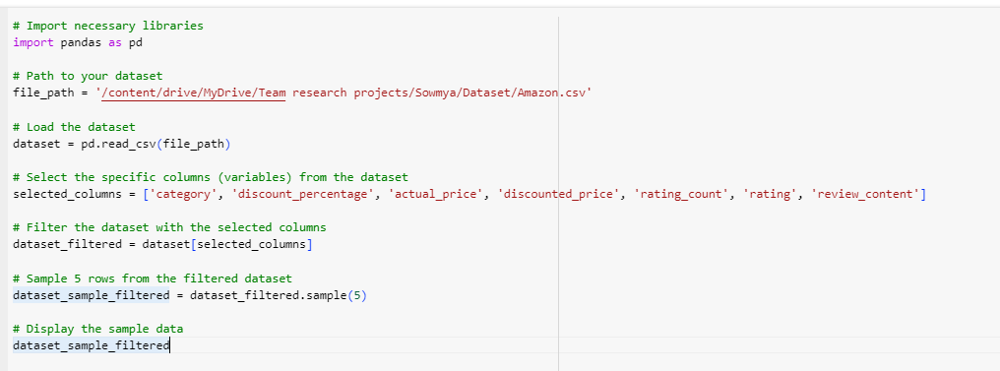 # Import necessary libraries
import pandas as pd
# Path to your dataset
file_path = '/content/drive/MyDrive/Team research projects/Sowmya/Dataset/Amazon.csv'
# Load the dataset
dataset = pd.read_csv(file_path)
# Select the specific columns (variables) from the dataset
selected_columns = ['category', 'discount_percentage', 'actual_price', 'discounted_price', 'rating_count', 'rating', 'review_content']
# Filter the dataset with the selected columns
dataset_filtered = dataset[selected_columns]
# Sample 5 rows from the filtered dataset
dataset_sample_filtered = dataset_filtered.sample(5)
# Display the sample data
dataset_sample_filtered